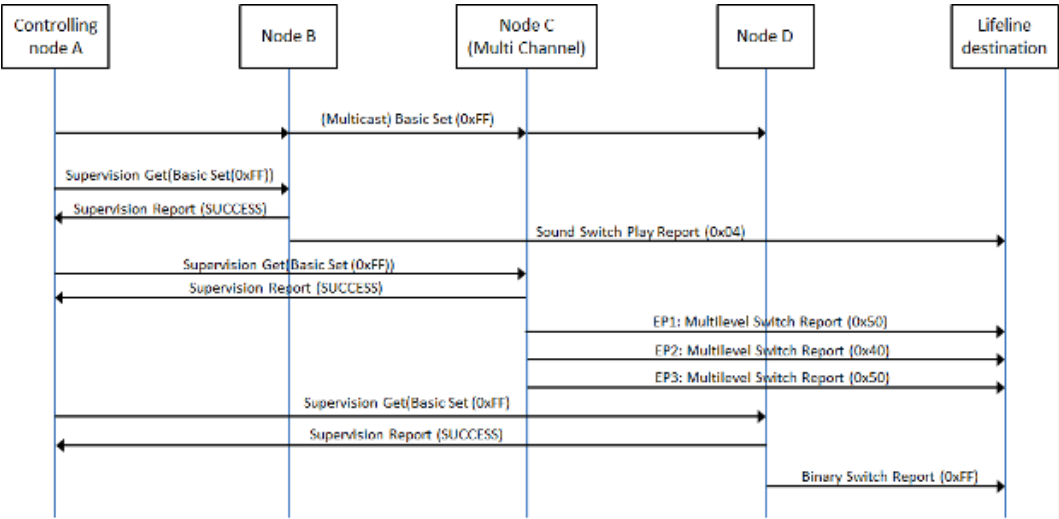 Controlling
node A
Node B
Node C
(Multi Channel)
Node D
Lifeline
destination
(Multicast) Basic Set (0xFF)
Supervision Get(Basic Set(0xFF))
Supervision Report (SUCCESS)
Sound Switch Play Report (0x04)
Supervision Get(Basic Set (0xFF))
Supervision Report (SUCCESS)
EP1: Multilevel Switch Report (0x50)
EP2: Multilevel Switch Report (0x40)
EP3: Multilevel Switch Report (0x50)
Supervision Get(Basic Set (0xFF)
Supervision Report (SUCCESS)
Binary Switch Report (0xFF)